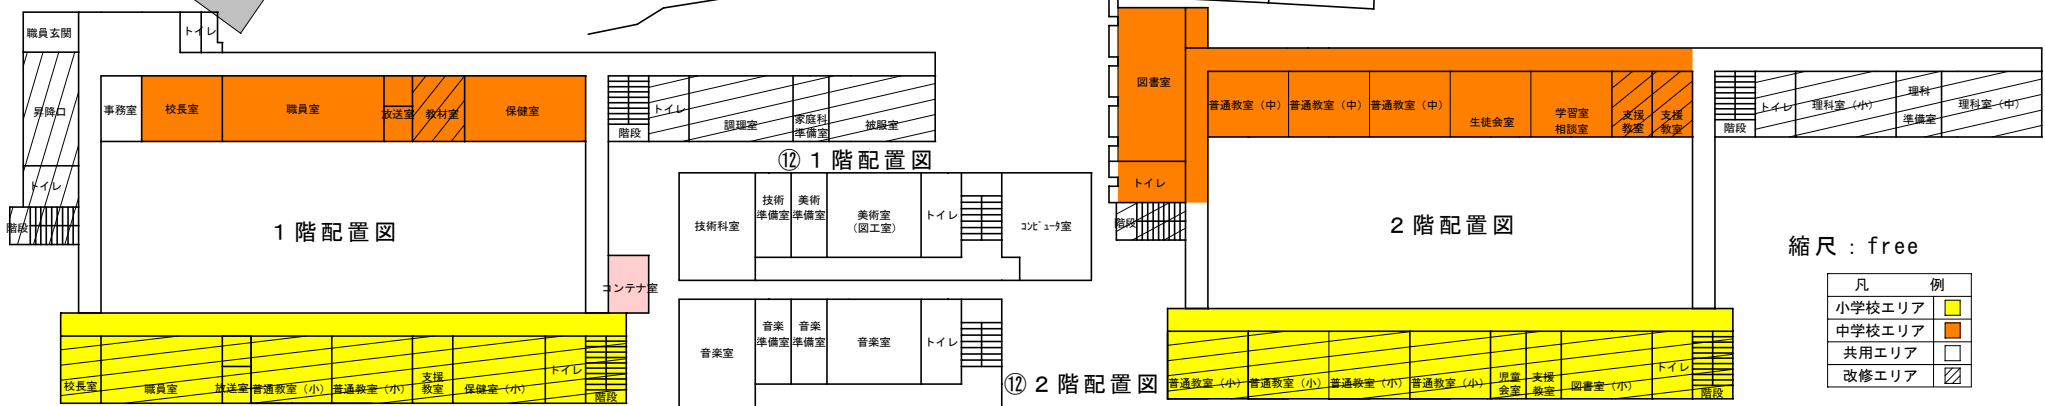 職員玄関
トイレ
昇降口
トイレ
階段
事務室
校長室
職員室
放送室
教材室
保健室
階段
トイレ
調理室
家庭科
準備室
被服室
⑫1階配置図
1階配置図
技術科室
技術
準備室
美術
準備室
美術室
（図工室）
トイレ
コンピュータ室
コンテナ室
音楽室
音楽
準備室
音楽
準備室
音楽室
トイレ
⑫2階配置図
校長室
職員室
放送室
普通教室（小）
普通教室（小）
支援
教室
保健室（小）
トイレ
階段
図書室
トイレ
階段
普通教室（中）
普通教室（中）
普通教室（中）
生徒会室
学習室
相談室
支援
教室
支援
教室
階段
トイレ
理科室（小）
理科
準備室
理科室（中）
2階配置図
普通教室（小）
普通教室（小）
普通教室（小）
普通教室（小）
児童
会室
支援
教室
図書室（小）
トイレ
階段
縮尺：free
凡 例
小学校エリア
中学校エリア
共用エリア
改修エリア